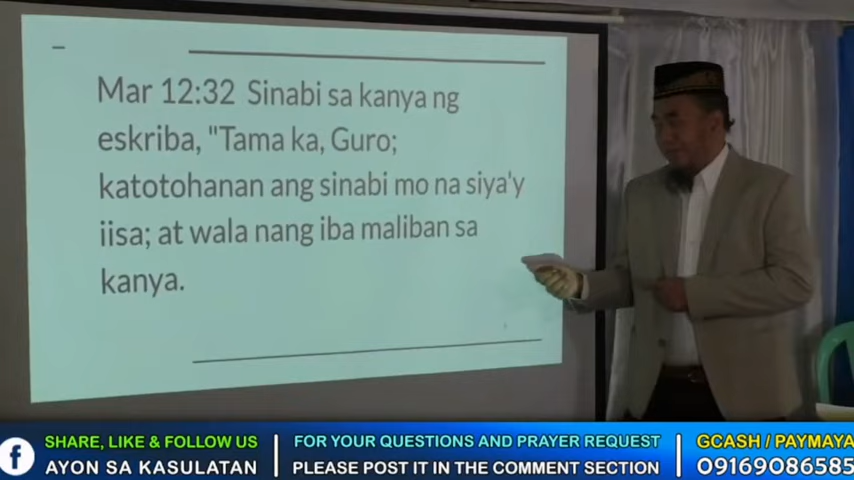 Mar 12:32 Sinabi sa kanya ng
eskriba, "Tama ka, Guro;
katotohanan ang sinabi mo na siya'y
iisa; at wala nang iba maliban sa
kanya.
f
SHARE, LIKE & FOLLOW US
AYON SA KASULATAN
FOR YOUR QUESTIONS AND PRAYER REQUEST
PLEASE POST IT IN THE COMMENT SECTION
GCASH / PAYMAYA
09169086585